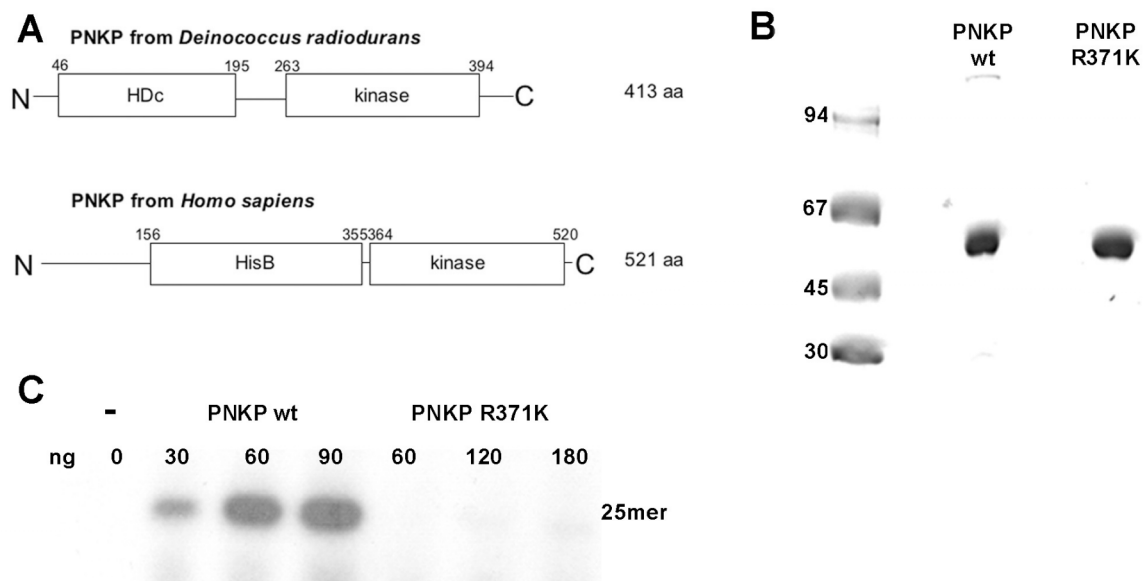 A
PNKP from Deinococcus radiodurans
46 195 263 394
N HDc kinase C 413 aa
PNKP from Homo sapiens
156 355 364 520
N HisB kinase C 521 aa
B
PNKP PNKP
wt R371K
94
67
45
30
C
- PNKP wt PNKP R371K
ng 0 30 60 90 60 120 180
25mer